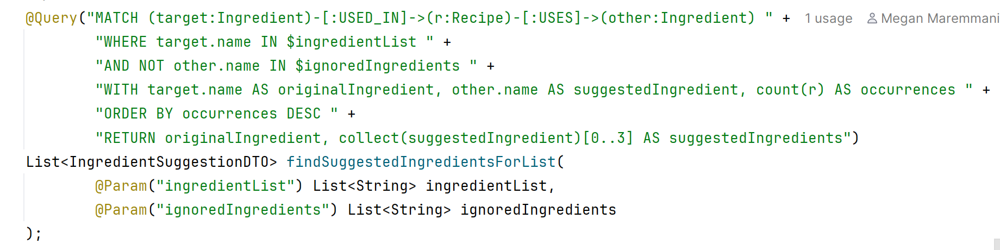 @Query("MATCH (target:Ingredient)-[:USED_IN]->(r:Recipe)-[:USES]->(other:Ingredient) " + 1 usage Megan Maremmani
"WHERE target.name IN $ingredientList " +
"AND NOT other.name IN $ignoredIngredients " +
"WITH target.name AS originalIngredient, other.name AS suggestedIngredient, count(r) AS occurrences " +
"ORDER BY occurrences DESC " +
"RETURN originalIngredient, collect(suggestedIngredient)[0..3] AS suggestedIngredients")
List<IngredientSuggestionDTO> findSuggestedIngredientsForList(
@Param("ingredientList") List<String> ingredientList,
@Param("ignoredIngredients") List<String> ignoredIngredients
);